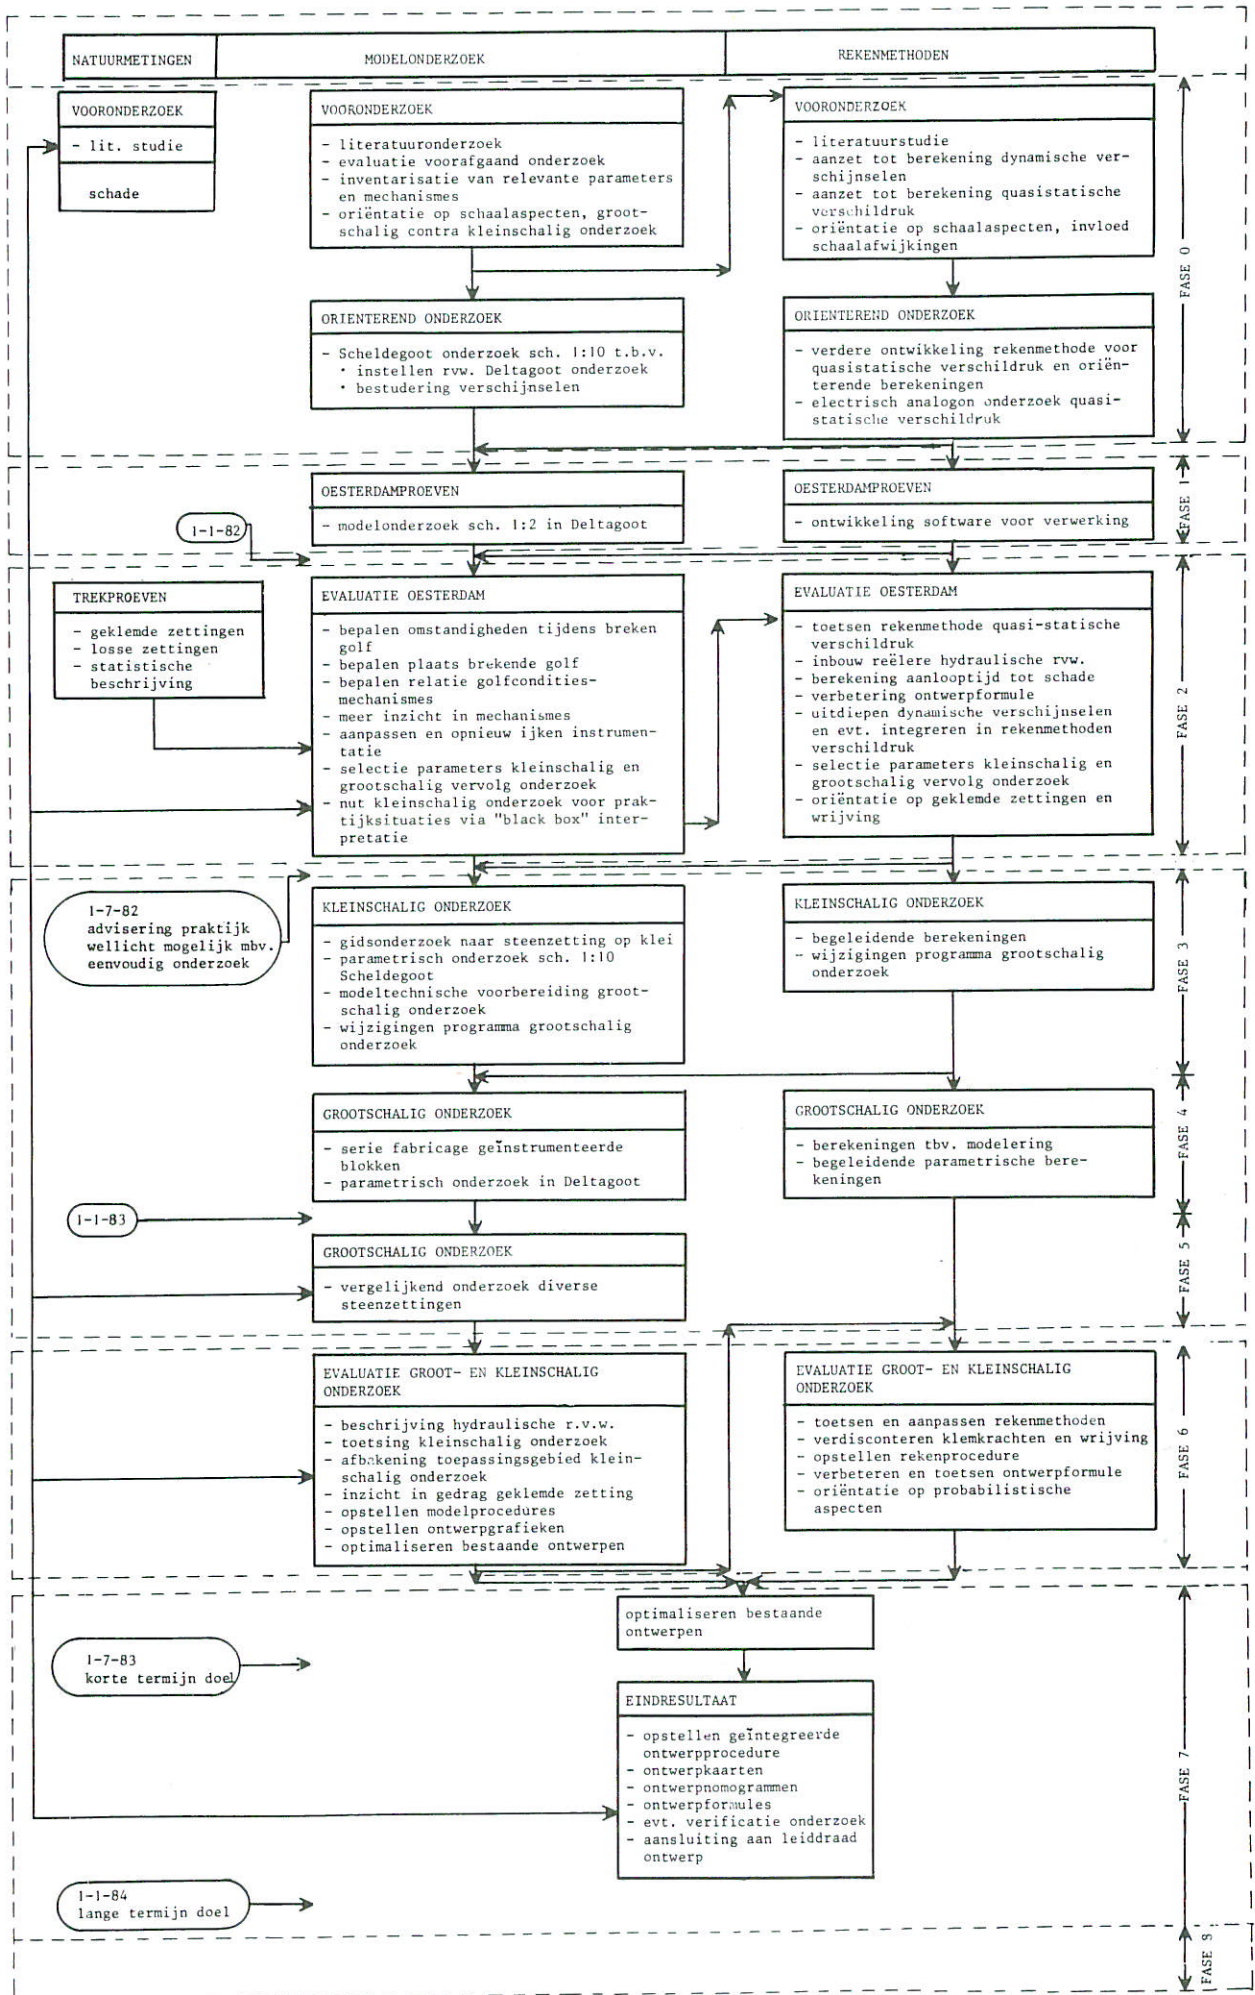 NATUURMETINGEN
MODELONDERZOEK
REKENMETHODEN
VOORONDERZOEK
- lit. studie
schade
VOORONDERZOEK
- literatuuronderzoek
- evaluatie voorafgaand onderzoek
- inventarisatie van relevante parameters
en mechanismes
- oriëntatie op schaalaspecten, groot-
schalig contra kleinschalig onderzoek
VOORONDERZOEK
- literatuurstudie
- aanzet tot berekening dynamische ver-
schijnselen
- aanzet tot berekening quasistatische
verschildruk
- oriëntatie op schaalaspecten, invloed
schaalafwijkingen
FASE 0
ORIENTEREND ONDERZOEK
- Scheldegoot onderzoek sch. 1:10 t.b.v.
· instellen rvw. Deltagoot onderzoek
· bestudering verschijnselen
ORIENTEREND ONDERZOEK
- verdere ontwikkeling rekenmethode voor
quasistatische verschildruk en oriën-
terende berekeningen
- electrisch analogon onderzoek quasi-
statische verschildruk
OESTERDAMPROEVEN
- modelonderzoek sch. 1:2 in Deltagoot
OESTERDAMPROEVEN
- ontwikkeling software voor verwerking
FASE 1
1-1-82
TREKPROEVEN
- geklemde zettingen
- losse zettingen
- statistische
beschrijving
EVALUATIE OESTERDAM
- bepalen omstandigheden tijdens breken
golf
- bepalen plaats brekende golf
- bepalen relatie golfcondities-
mechanismes
- meer inzicht in mechanismes
- aanpassen en opnieuw ijken instrumen-
tatie
- selectie parameters kleinschalig en
grootschalig vervolg onderzoek
- nut kleinschalig onderzoek voor prak-
tijksituaties via "black box" inter-
pretatie
EVALUATIE OESTERDAM
- toetsen rekenmethode quasi-statische
verschildruk
- inbouw reëlere hydraulische rvw.
- berekening aanlooptijd tot schade
- verbetering ontwerpformule
- uitdiepen dynamische verschijnselen
en evt. integreren in rekenmethoden
verschildruk
- selectie parameters kleinschalig en
grootschalig vervolg onderzoek
- oriëntatie op geklemde zettingen en
wrijving
FASE 2
1-7-82
advisering praktijk
wellicht mogelijk mbv.
eenvoudig onderzoek
KLEINSCHALIG ONDERZOEK
- gidsonderzoek naar steenzetting op klei
- parametrisch onderzoek sch. 1:10
Scheldegoot
- modeltechnische voorbereiding groot-
schalig onderzoek
- wijzigingen programma grootschalig
onderzoek
KLEINSCHALIG ONDERZOEK
- begeleidende berekeningen
- wijzigingen programma grootschalig
onderzoek
FASE 3
GROOTSCHALIG ONDERZOEK
- serie fabricage geïnstrumenteerde
blokken
- parametrisch onderzoek in Deltagoot
GROOTSCHALIG ONDERZOEK
- berekeningen tbv. modelering
- begeleidende parametrische bere-
keningen
FASE 4
1-1-83
GROOTSCHALIG ONDERZOEK
- vergelijkend onderzoek diverse
steenzettingen
FASE 5
EVALUATIE GROOT- EN KLEINSCHALIG
ONDERZOEK
- beschrijving hydraulische r.v.w.
- toetsing kleinschalig onderzoek
- afbakening toepassingsgebied klein-
schalig onderzoek
- inzicht in gedrag geklemde zetting
- opstellen modelprocedures
- opstellen ontwerpgrafieken
- optimaliseren bestaande ontwerpen
EVALUATIE GROOT- EN KLEINSCHALIG
ONDERZOEK
- toetsen en aanpassen rekenmethoden
- verdisconteren klemkrachten en wrijving
- opstellen rekenprocedure
- verbeteren en toetsen ontwerpformule
- oriëntatie op probabilistische
aspecten
FASE 6
optimaliseren bestaande
ontwerpen
1-7-83
korte termijn doel
EINDRESULTAAT
- opstellen geïntegreerde
ontwerpprocedure
- ontwerpkaarten
- ontwerpnomogrammen
- ontwerpformules
- evt. verificatie onderzoek
- aansluiting aan leiddraad
ontwerp
FASE 7
1-1-84
lange termijn doel
FASE 8